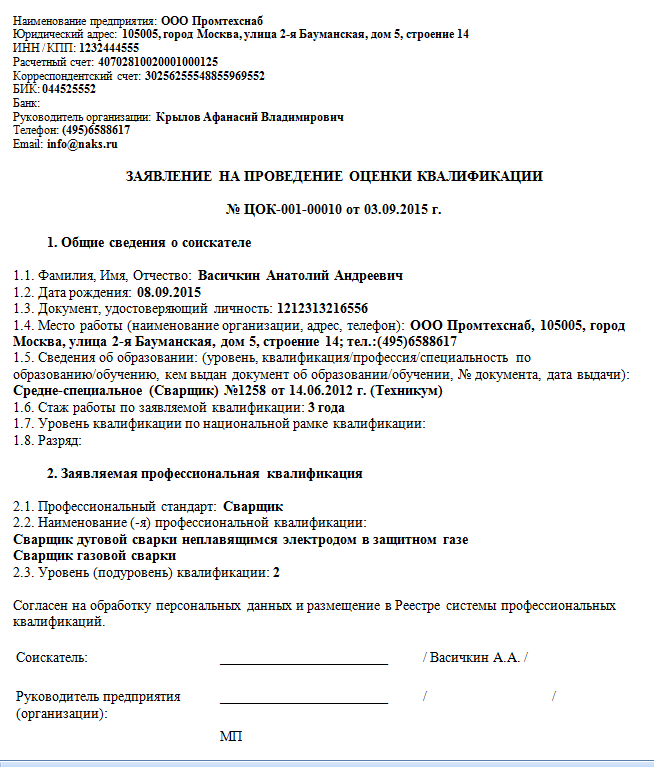 Наименование предприятия: ООО Промтехснаб
Юридический адрес: 105005, город Москва, улица 2-я Бауманская, дом 5, строение 14
ИНН / КПП: 1232444555
Расчетный счет: 40702810020001000125
Корреспондентский счет: 30256255548855969552
БИК: 044525552
Банк:
Руководитель организации: Крылов Афанасий Владимирович
Телефон: (495)6588617
Email: info@naks.ru
ЗАЯВЛЕНИЕ НА ПРОВЕДЕНИЕ ОЦЕНКИ КВАЛИФИКАЦИИ
№ ЦОК-001-00010 от 03.09.2015 г.
1. Общие сведения о соискателе
1.1. Фамилия, Имя, Отчество: Васичкин Анатолий Андреевич
1.2. Дата рождения: 08.09.2015
1.3. Документ, удостоверяющий личность: 1212313216556
1.4. Место работы (наименование организации, адрес, телефон): ООО Промтехснаб, 105005, город
Москва, улица 2-я Бауманская, дом 5, строение 14; тел.:(495)6588617
1.5. Сведения об образовании: (уровень, квалификация/профессия/специальность по
образованию/обучению, кем выдан документ об образовании/обучении, № документа, дата выдачи):
Средне-специальное (Сварщик) №1258 от 14.06.2012 г. (Техникум)
1.6. Стаж работы по заявляемой квалификации: 3 года
1.7. Уровень квалификации по национальной рамке квалификации:
1.8. Разряд:
2. Заявляемая профессиональная квалификация
2.1. Профессиональный стандарт: Сварщик
2.2. Наименование (-я) профессиональной квалификации:
Сварщик дуговой сварки неплавящимся электродом в защитном газе
Сварщик газовой сварки
2.3. Уровень (подуровень) квалификации: 2
Согласен на обработку персональных данных и размещение в Реестре системы профессиональных
квалификаций.
Соискатель: ________________________ / Васичкин А.А. /
Руководитель предприятия ________________________ / /
(организации):
МП